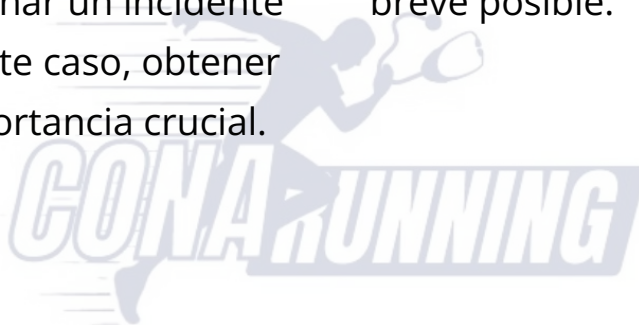 nar un incidente
te caso, obtener
ortancia crucial.
breve posible.
CONARUNNING